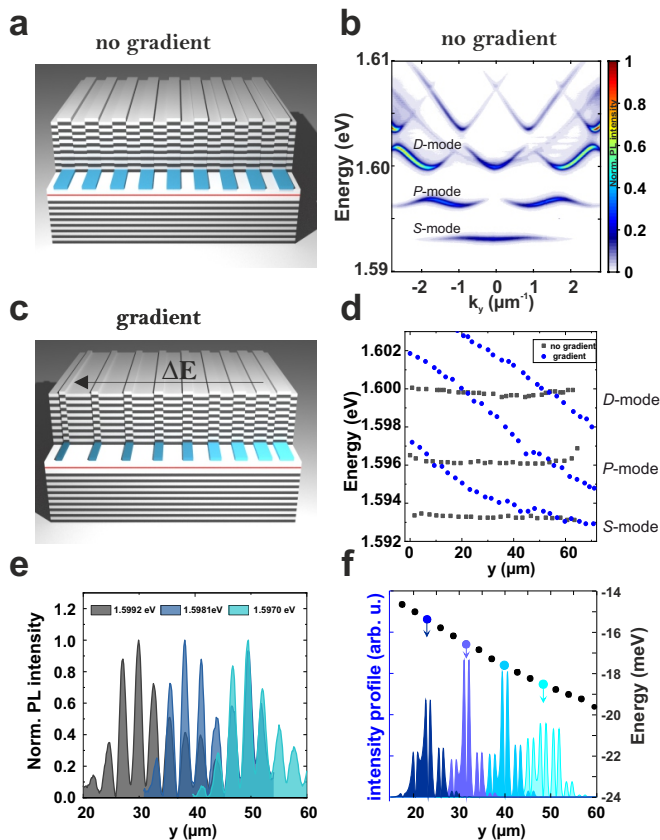 a
no gradient
b
no gradient
Energy (eV)
1.61
1.60
1.59
D-mode
P-mode
S-mode
-2
-1
0
1
2
k_y (µm⁻¹)
1
0.8
0.6
0.4
0.2
0
Norm. PL intensity
c
gradient
ΔE
d
no gradient
gradient
Energy (eV)
1.602
1.600
1.598
1.596
1.594
1.592
D-mode
P-mode
S-mode
0
20
40
60
y (µm)
e
1.5992 eV
1.5981eV
1.5970 eV
Norm. PL intensity
1.2
1.0
0.8
0.6
0.4
0.2
0.0
20
30
40
50
60
y (µm)
f
intensity profile (arb. u.)
-14
-15
-16
-18
-19
-20
-22
-24
Energy (meV)
20
30
40
50
60
y (µm)